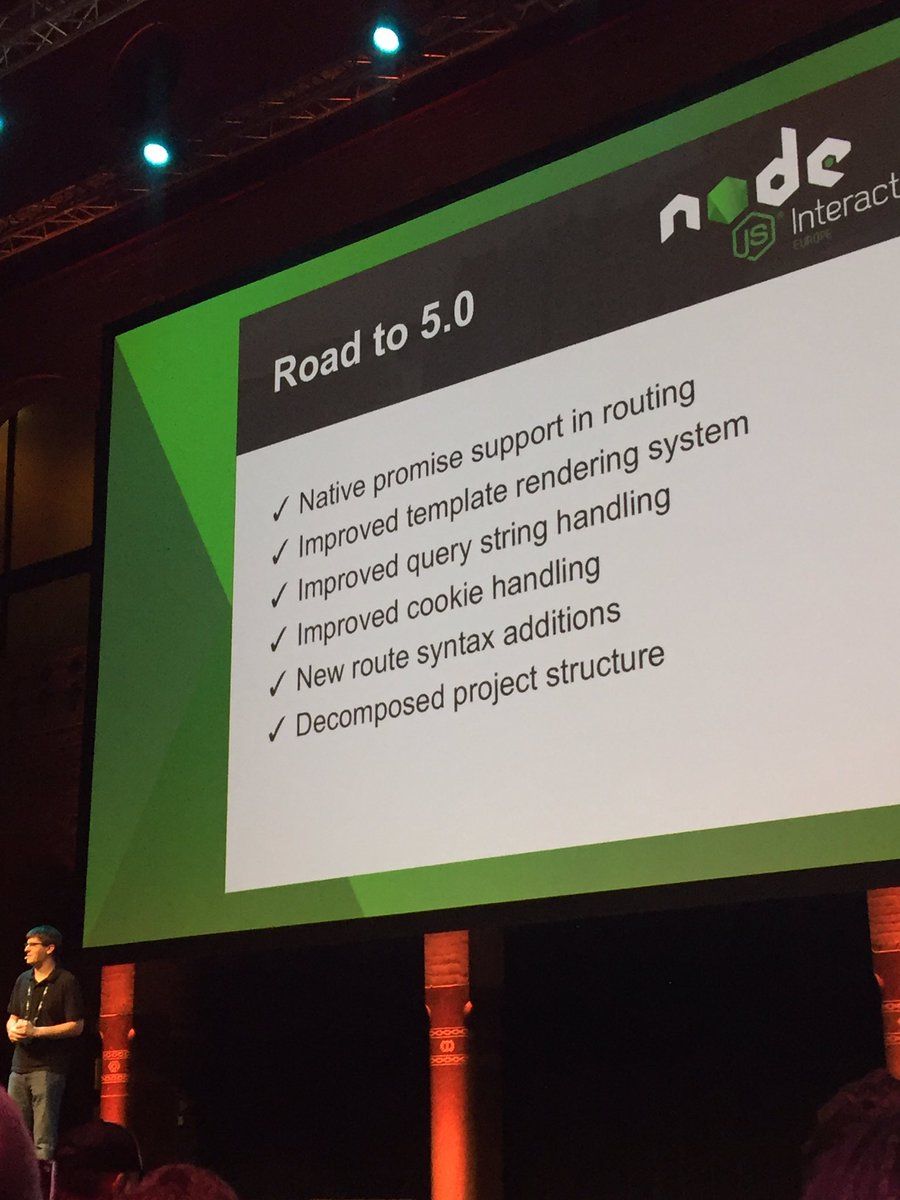 node
JS Interact
EUROPE
Road to 5.0
✓ Native promise support in routing
✓ Improved template rendering system
✓ Improved query string handling
✓ Improved cookie handling
✓ New route syntax additions
✓ Decomposed project structure